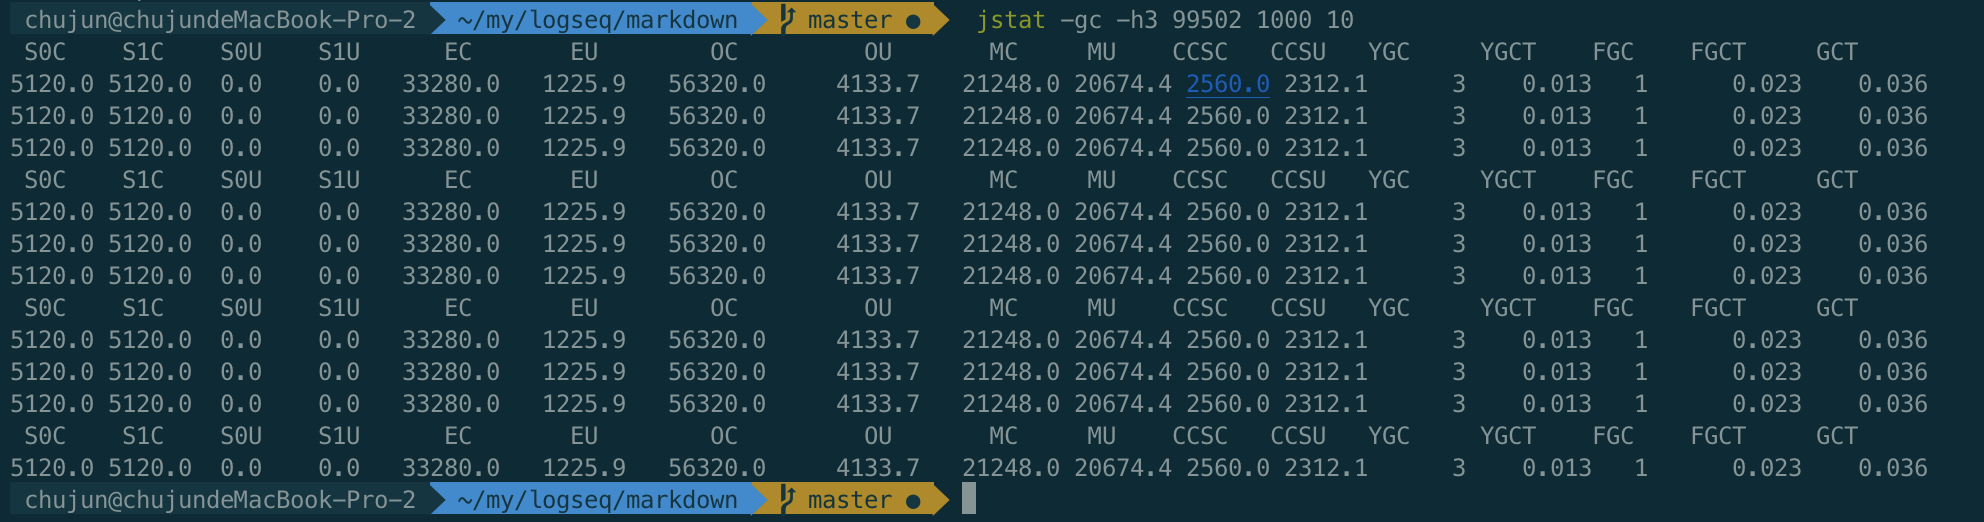 chujun@chujundeMacBook-Pro-2 ~/my/logseq/markdown master ● jstat -gc -h3 99502 1000 10
S0C S1C S0U S1U EC EU OC OU MC MU CCSC CCSU YGC YGCT FGC FGCT GCT
5120.0 5120.0 0.0 0.0 33280.0 1225.9 56320.0 4133.7 21248.0 20674.4 2560.0 2312.1 3 0.013 1 0.023 0.036
5120.0 5120.0 0.0 0.0 33280.0 1225.9 56320.0 4133.7 21248.0 20674.4 2560.0 2312.1 3 0.013 1 0.023 0.036
5120.0 5120.0 0.0 0.0 33280.0 1225.9 56320.0 4133.7 21248.0 20674.4 2560.0 2312.1 3 0.013 1 0.023 0.036
S0C S1C S0U S1U EC EU OC OU MC MU CCSC CCSU YGC YGCT FGC FGCT GCT
5120.0 5120.0 0.0 0.0 33280.0 1225.9 56320.0 4133.7 21248.0 20674.4 2560.0 2312.1 3 0.013 1 0.023 0.036
5120.0 5120.0 0.0 0.0 33280.0 1225.9 56320.0 4133.7 21248.0 20674.4 2560.0 2312.1 3 0.013 1 0.023 0.036
5120.0 5120.0 0.0 0.0 33280.0 1225.9 56320.0 4133.7 21248.0 20674.4 2560.0 2312.1 3 0.013 1 0.023 0.036
S0C S1C S0U S1U EC EU OC OU MC MU CCSC CCSU YGC YGCT FGC FGCT GCT
5120.0 5120.0 0.0 0.0 33280.0 1225.9 56320.0 4133.7 21248.0 20674.4 2560.0 2312.1 3 0.013 1 0.023 0.036
5120.0 5120.0 0.0 0.0 33280.0 1225.9 56320.0 4133.7 21248.0 20674.4 2560.0 2312.1 3 0.013 1 0.023 0.036
5120.0 5120.0 0.0 0.0 33280.0 1225.9 56320.0 4133.7 21248.0 20674.4 2560.0 2312.1 3 0.013 1 0.023 0.036
S0C S1C S0U S1U EC EU OC OU MC MU CCSC CCSU YGC YGCT FGC FGCT GCT
5120.0 5120.0 0.0 0.0 33280.0 1225.9 56320.0 4133.7 21248.0 20674.4 2560.0 2312.1 3 0.013 1 0.023 0.036
chujun@chujundeMacBook-Pro-2 ~/my/logseq/markdown master ●